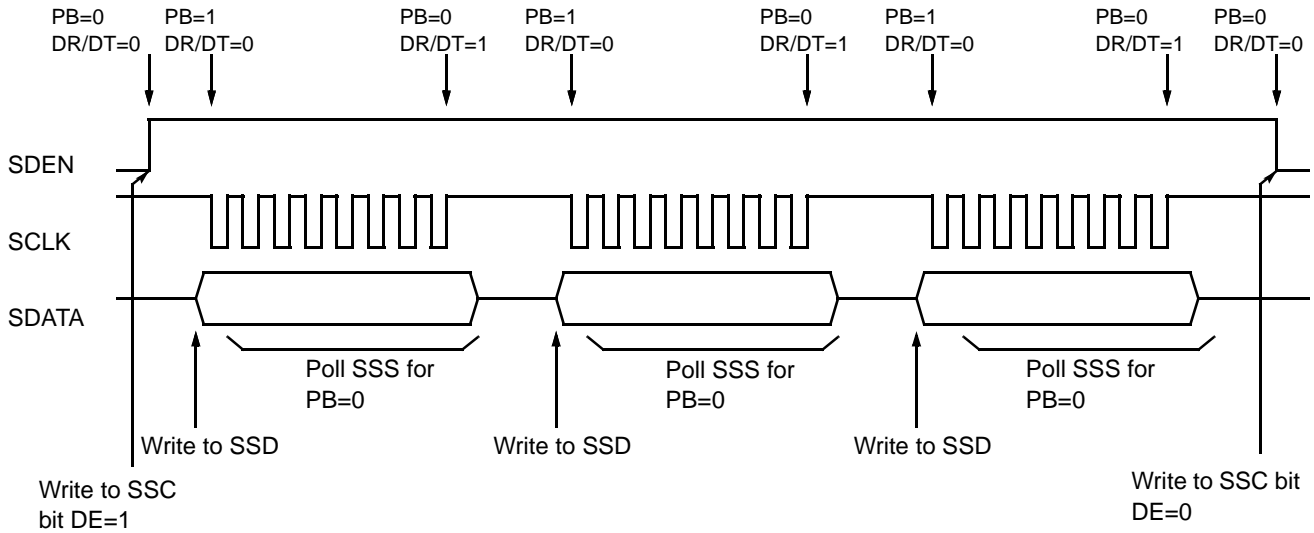 PB=0
DR/DT=0
PB=1
DR/DT=0
PB=0
DR/DT=1
PB=1
DR/DT=0
PB=0
DR/DT=1
PB=1
DR/DT=0
PB=0
DR/DT=1
PB=0
DR/DT=0
SDEN
SCLK
SDATA
Poll SSS for
PB=0
Poll SSS for
PB=0
Poll SSS for
PB=0
Write to SSD
Write to SSD
Write to SSD
Write to SSC
bit DE=1
Write to SSC bit
DE=0